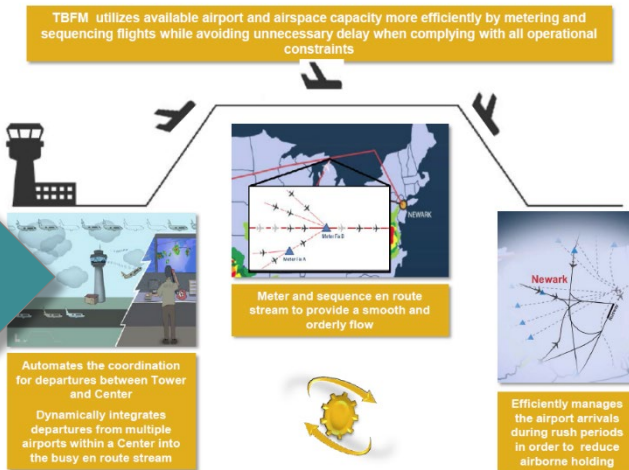 TBFM utilizes available airport and airspace capacity more efficiently by metering and
sequencing flights while avoiding unnecessary delay when complying with all operational
constraints
NEWARK
Meter Fix B
Meter Fix A
Newark
Meter and sequence en route
stream to provide a smooth and
orderly flow
Automates the coordination
for departures between Tower
and Center
Dynamically integrates
departures from multiple
airports within a Center into
the busy en route stream
Efficiently manages
the airport arrivals
during rush periods
in order to reduce
airborne holding